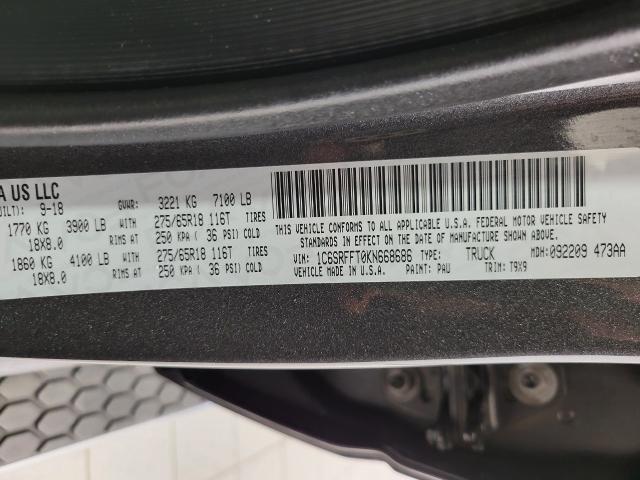 A US LLC
UILT): 9-18 GVWR: 3221 KG 7100 LB
1770 KG 3900 LB WITH 275/65R18 116T TIRES
18X8.0 RIMS AT 250 KPA ( 36 PSI) COLD
1860 KG 4100 LB WITH 275/65R18 116T TIRES
18X8.0 RIMS AT 250 KPA ( 36 PSI) COLD
THIS VEHICLE CONFORMS TO ALL APPLICABLE U.S.A. FEDERAL MOTOR VEHICLE SAFETY
STANDARDS IN EFFECT ON THE DATE OF MANUFACTURE SHOWN ABOVE.
VIN: 1C6SRFFT0KN668686 TYPE: TRUCK MDH:092209 473AA
VEHICLE MADE IN U.S.A. PAINT: PAU TRIM: T9X9